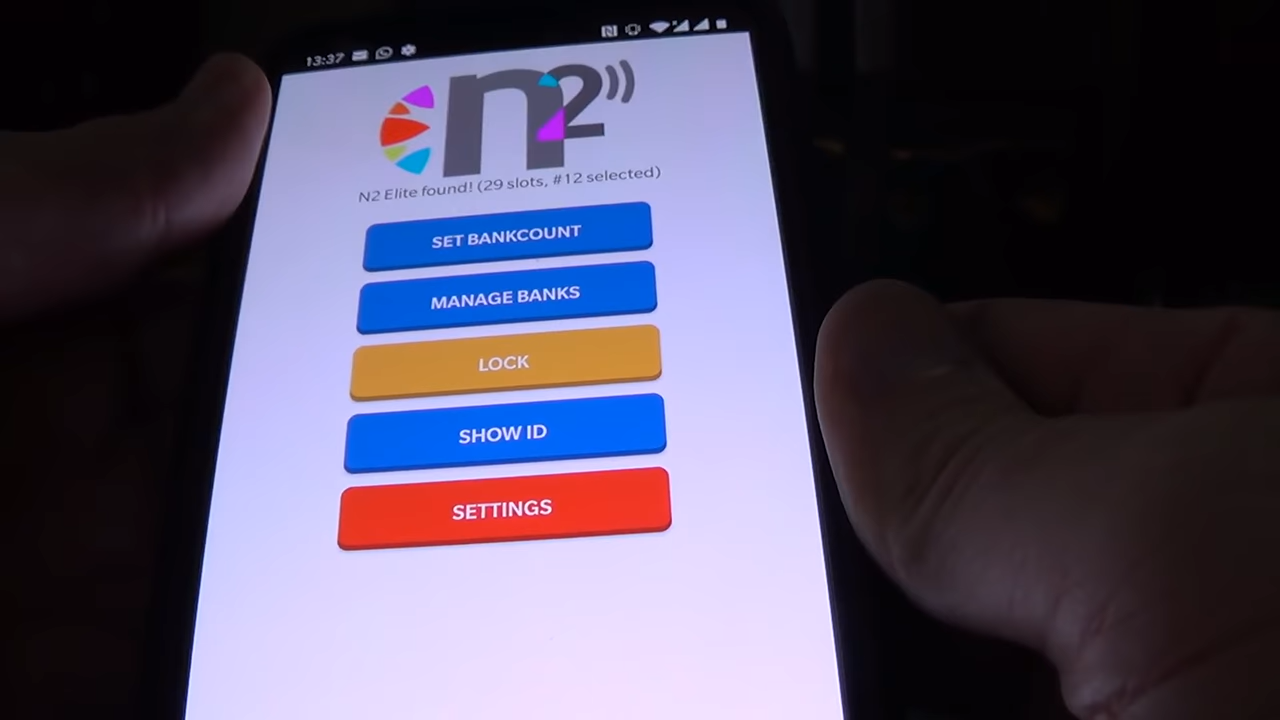 13:37
n2
N2 Elite found! (29 slots, #12 selected)
SET BANKCOUNT
MANAGE BANKS
LOCK
SHOW ID
SETTINGS